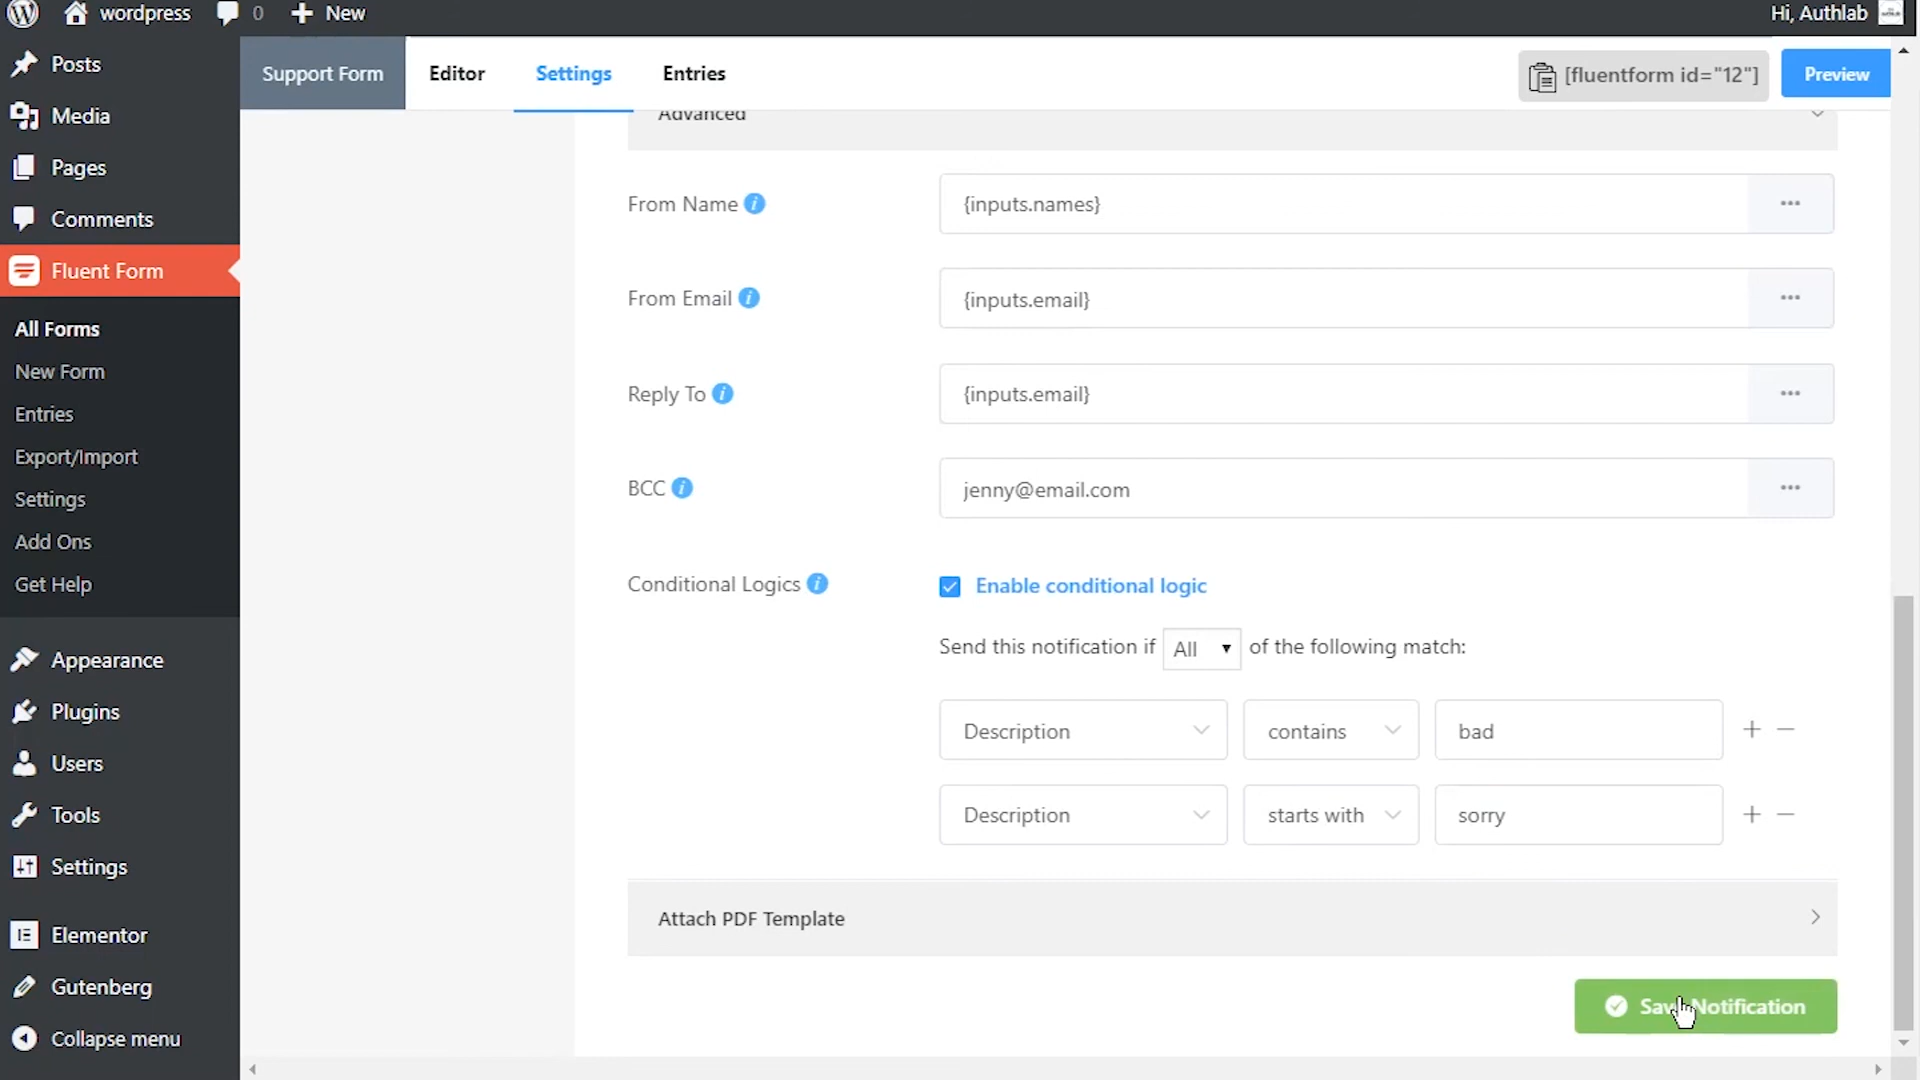 wordpress
0
New
Hi, Authlab
Posts
Media
Pages
Comments
Fluent Form
All Forms
New Form
Entries
Export/Import
Settings
Add Ons
Get Help
Appearance
Plugins
Users
Tools
Settings
Elementor
Gutenberg
Collapse menu
Support Form
Editor
Settings
Entries
[fluentform id="12"]
Preview
Advanced
From Name
{inputs.names}
From Email
{inputs.email}
Reply To
{inputs.email}
BCC
jenny@email.com
Conditional Logics
Enable conditional logic
Send this notification if All of the following match:
Description contains bad
Description starts with sorry
Attach PDF Template
Save Notification